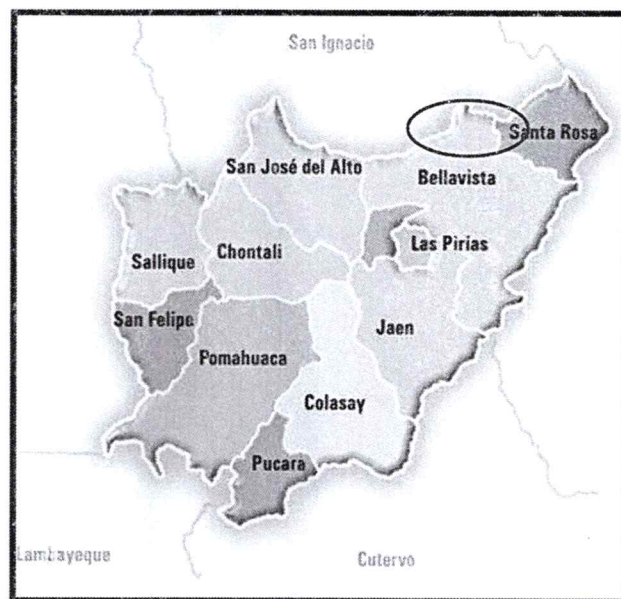 San Ignacio
Santa Rosa
San José del Alto
Bellavista
Las Pirias
Sallique
Chontali
San Felipe
Jaen
Pomahuaca
Colasay
Pucara
Lambayeque
Cutervo